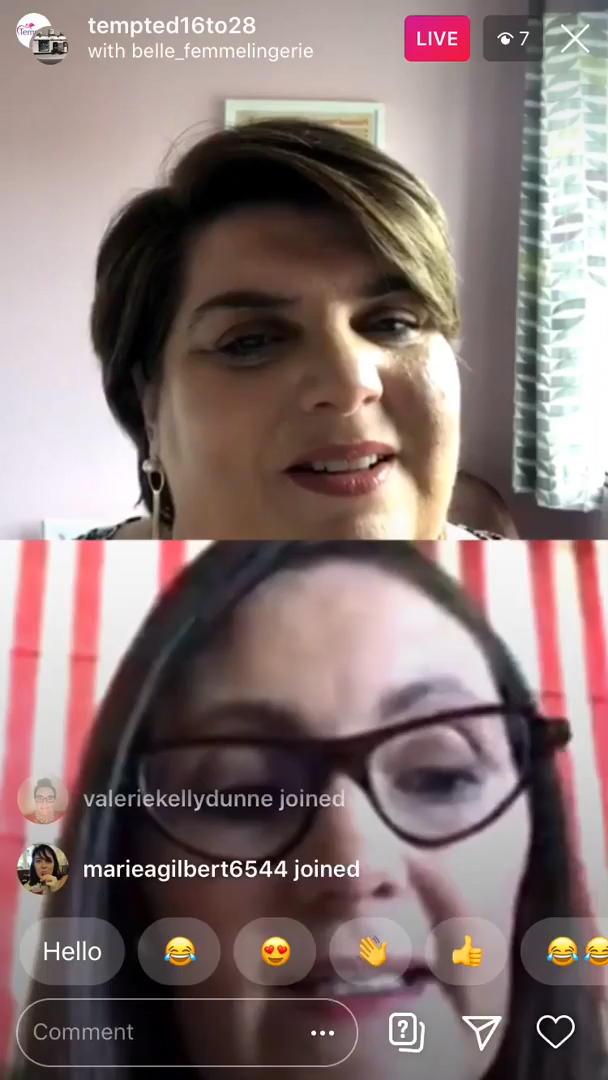 tempted16to28
with belle_femmelingerie
LIVE
7
valeriekellydunne joined
marieagilbert6544 joined
Hello
Comment